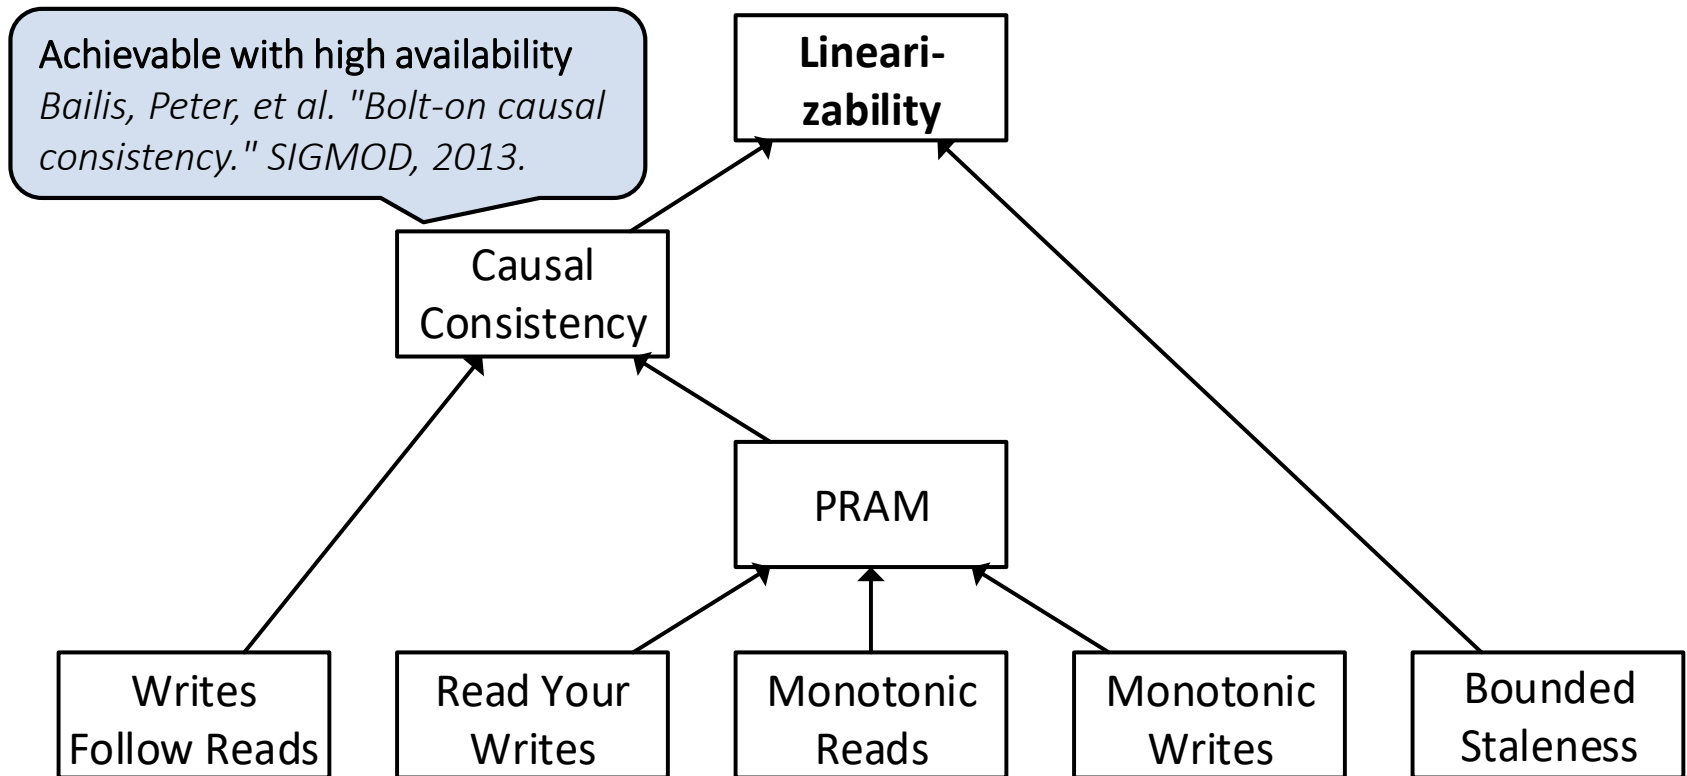 Achievable with high availability
Bailis, Peter, et al. "Bolt-on causal
consistency." SIGMOD, 2013.
Lineari-
zability
Causal
Consistency
PRAM
Writes
Follow Reads
Read Your
Writes
Monotonic
Reads
Monotonic
Writes
Bounded
Staleness